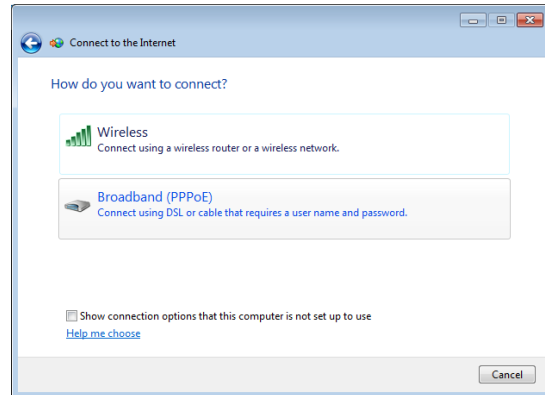 Connect to the Internet
How do you want to connect?
Wireless
Connect using a wireless router or a wireless network.
Broadband (PPPoE)
Connect using DSL or cable that requires a user name and password.
Show connection options that this computer is not set up to use
Help me choose
Cancel